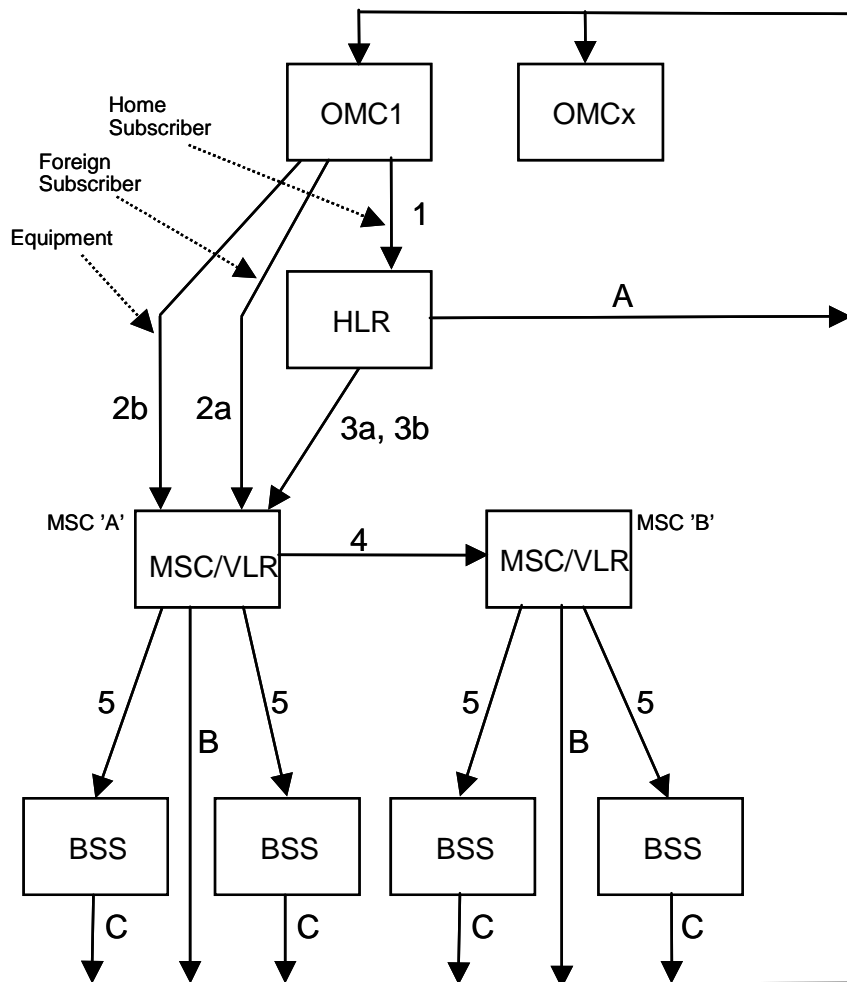 OMC1
OMCx
Home
Subscriber
Foreign
Subscriber
Equipment
1
HLR
A
2b
2a
3a, 3b
MSC 'A'
MSC/VLR
4
MSC/VLR
MSC 'B'
5
B
5
5
B
5
BSS
BSS
BSS
BSS
C
C
C
C